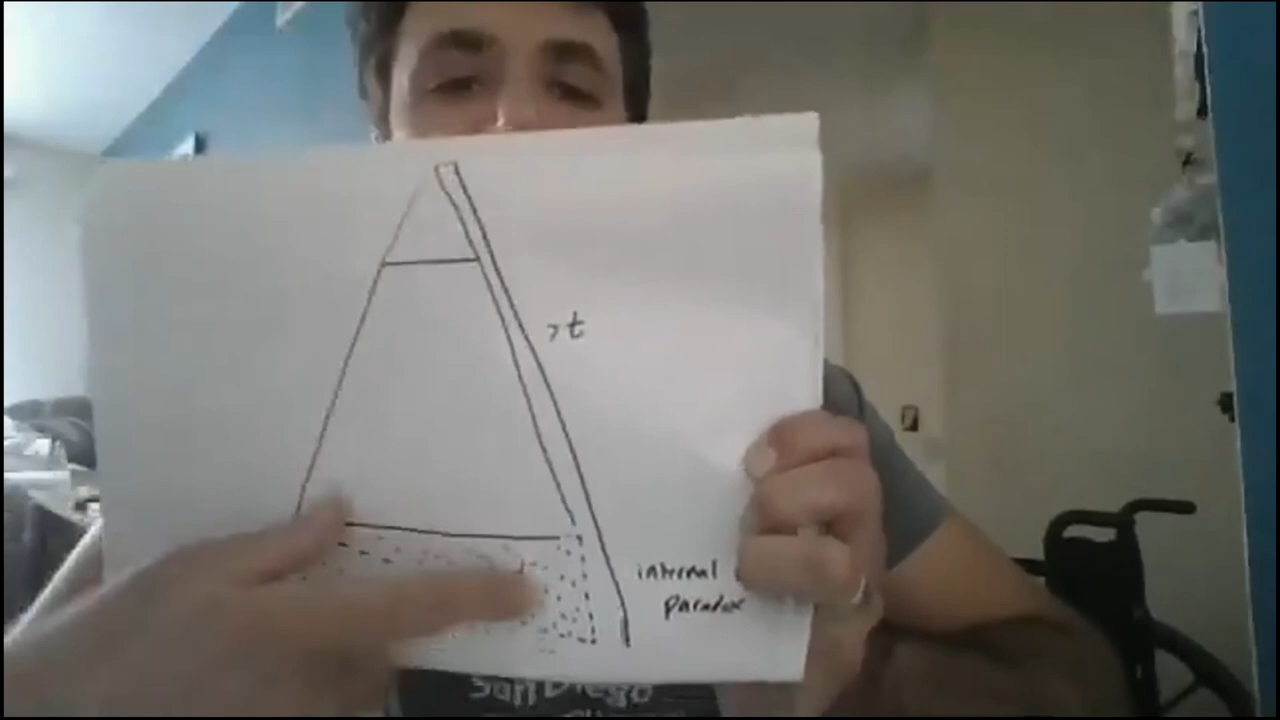 >t
internal
paradox
San Diego